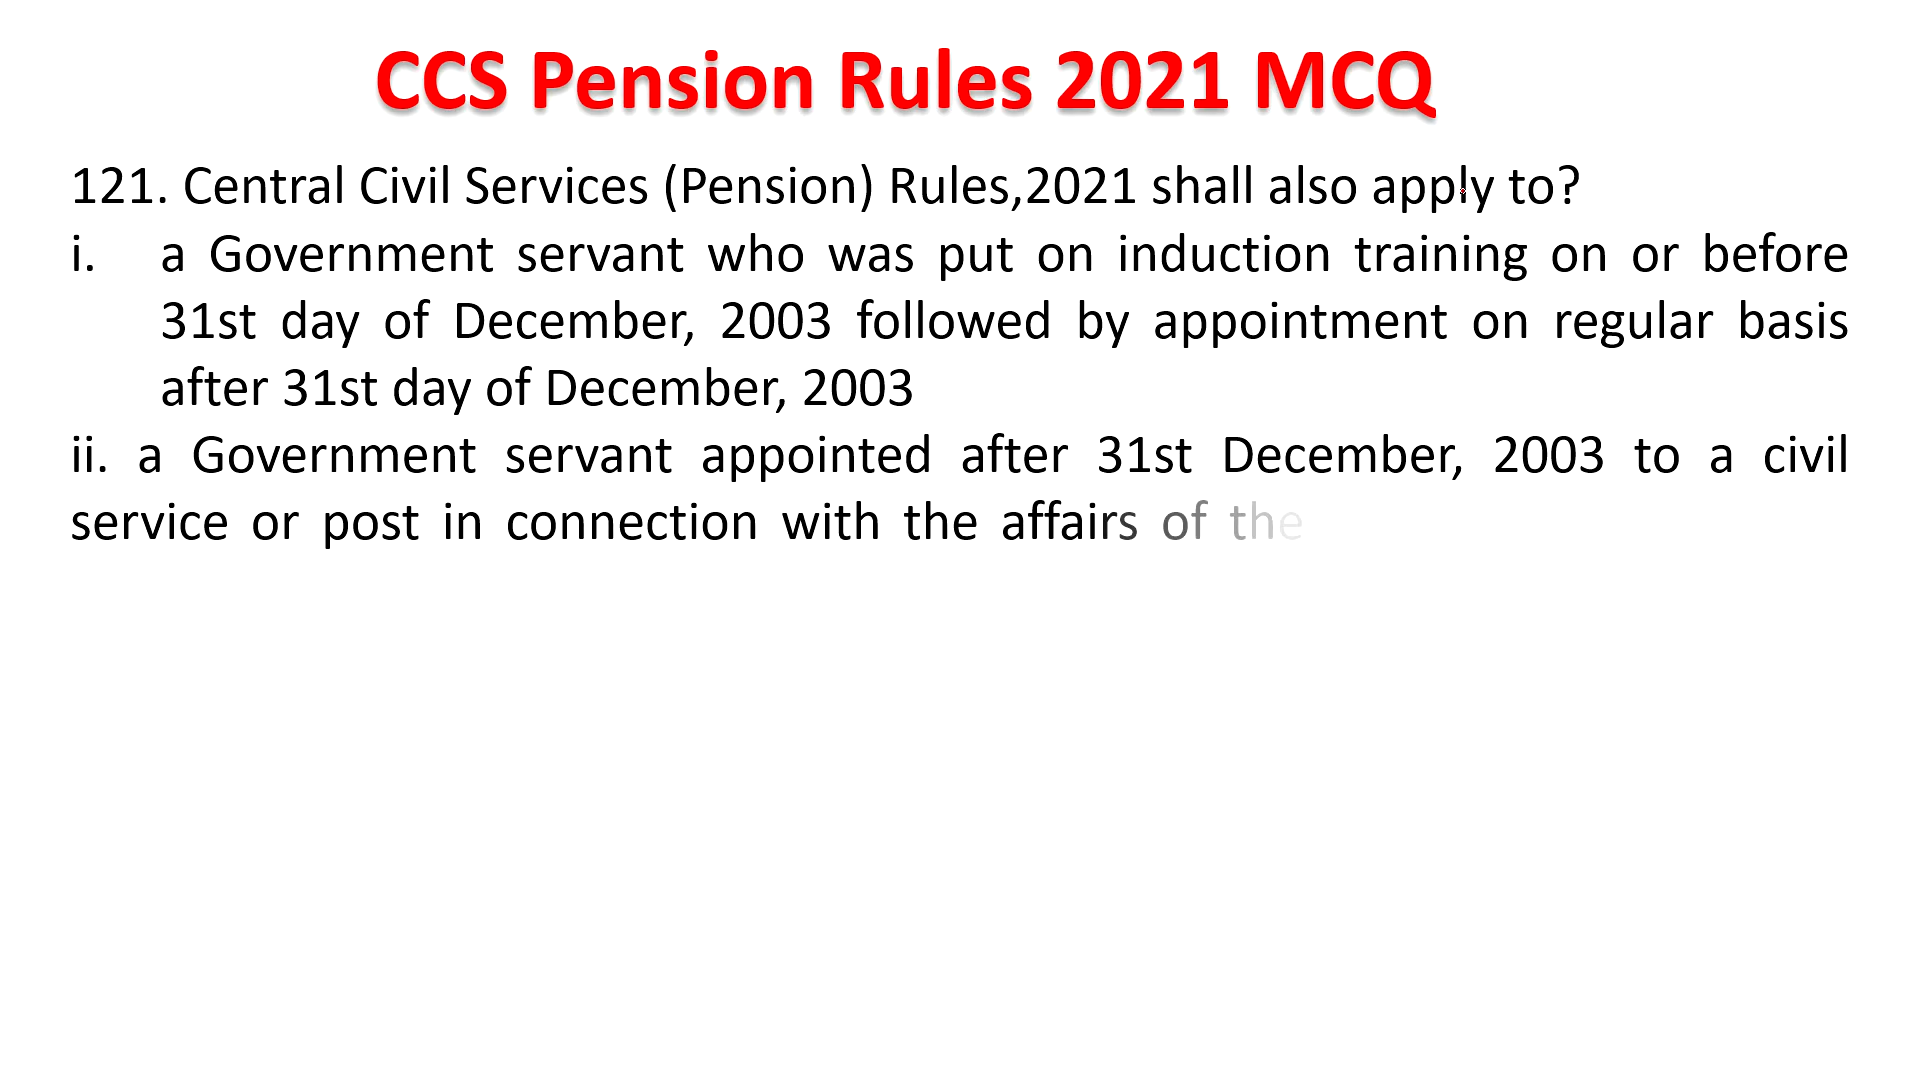 CCS Pension Rules 2021 MCQ
121. Central Civil Services (Pension) Rules,2021 shall also apply to?
i. a Government servant who was put on induction training on or before
31st day of December, 2003 followed by appointment on regular basis
after 31st day of December, 2003
ii. a Government servant appointed after 31st December, 2003 to a civil
service or post in connection with the affairs of the